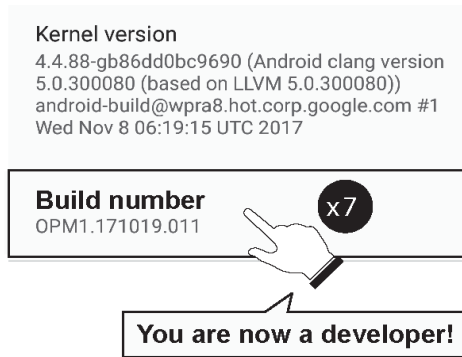 Kernel version
4.4.88-gb86dd0bc9690 (Android clang version
5.0.300080 (based on LLVM 5.0.300080))
android-build@wpra8.hot.corp.google.com #1
Wed Nov 8 06:19:15 UTC 2017
Build number
x7
OPM1.171019.011
You are now a developer!